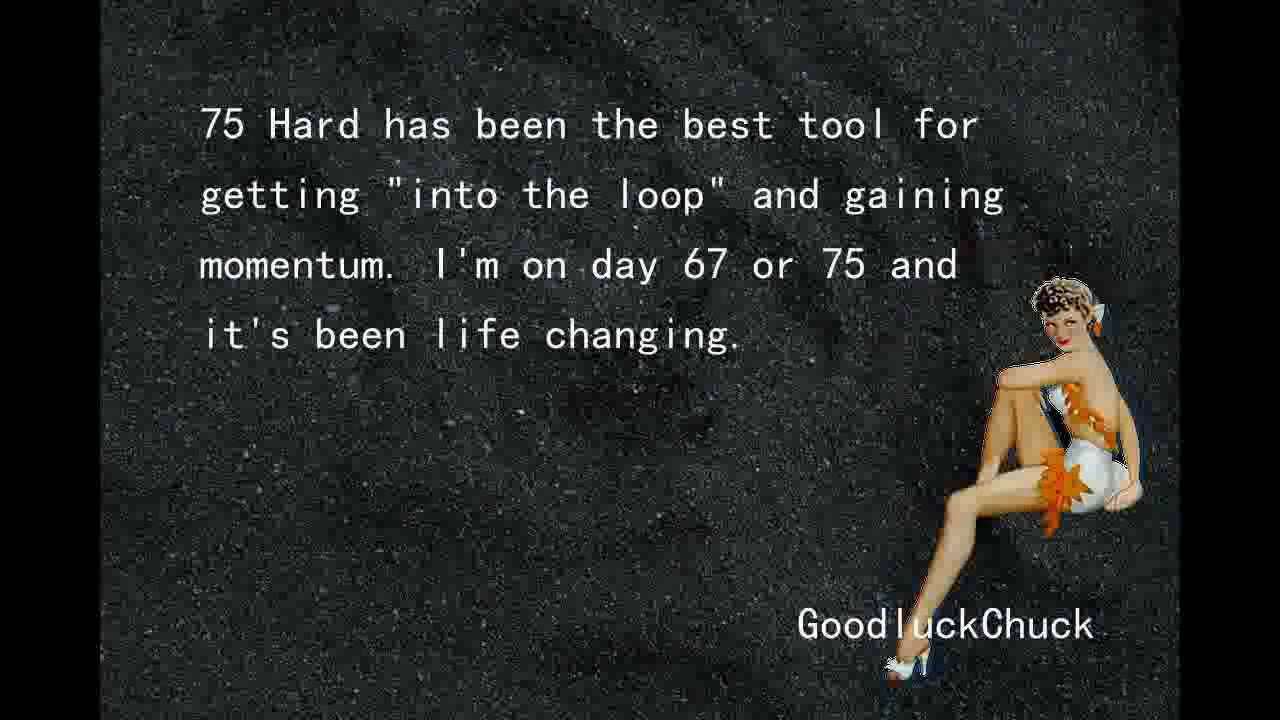 75 Hard has been the best tool for
getting "into the loop" and gaining
momentum. I'm on day 67 or 75 and
it's been life changing.
GoodluckChuck